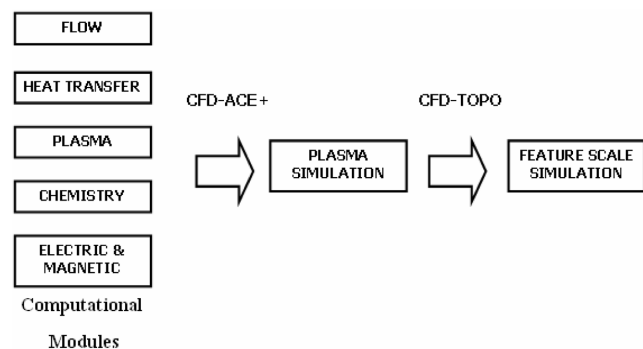 FLOW
HEAT TRANSFER
PLASMA
CHEMISTRY
ELECTRIC &
MAGNETIC
Computational
Modules
CFD-ACE+
PLASMA
SIMULATION
CFD-TOPO
FEATURE SCALE
SIMULATION